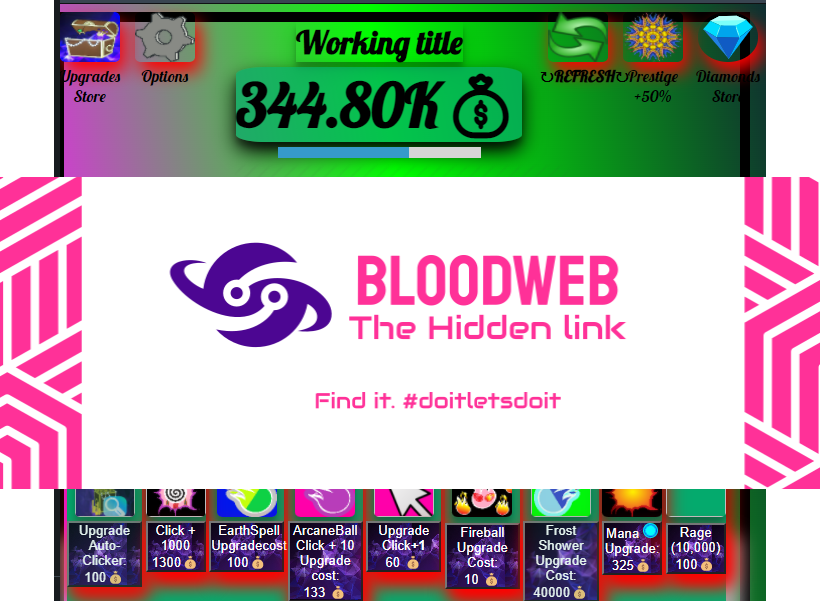 Working title
344.80K
Upgrades
Store
Options
↻REFRESH↻
Prestige
+50%
Diamonds
Store
BLOODWEB
The Hidden link
Find it. #doitletsdoit
Upgrade
Auto-
Clicker:
100
Click +
1000
1300
EarthSpell
Upgradecost
100
ArcaneBall
Click + 10
Upgrade
cost:
133
Upgrade
Click+1
60
Fireball
Upgrade
Cost:
10
Frost
Shower
Upgrade
Cost:
40000
Mana
Upgrade:
325
Rage
(10,000)
100